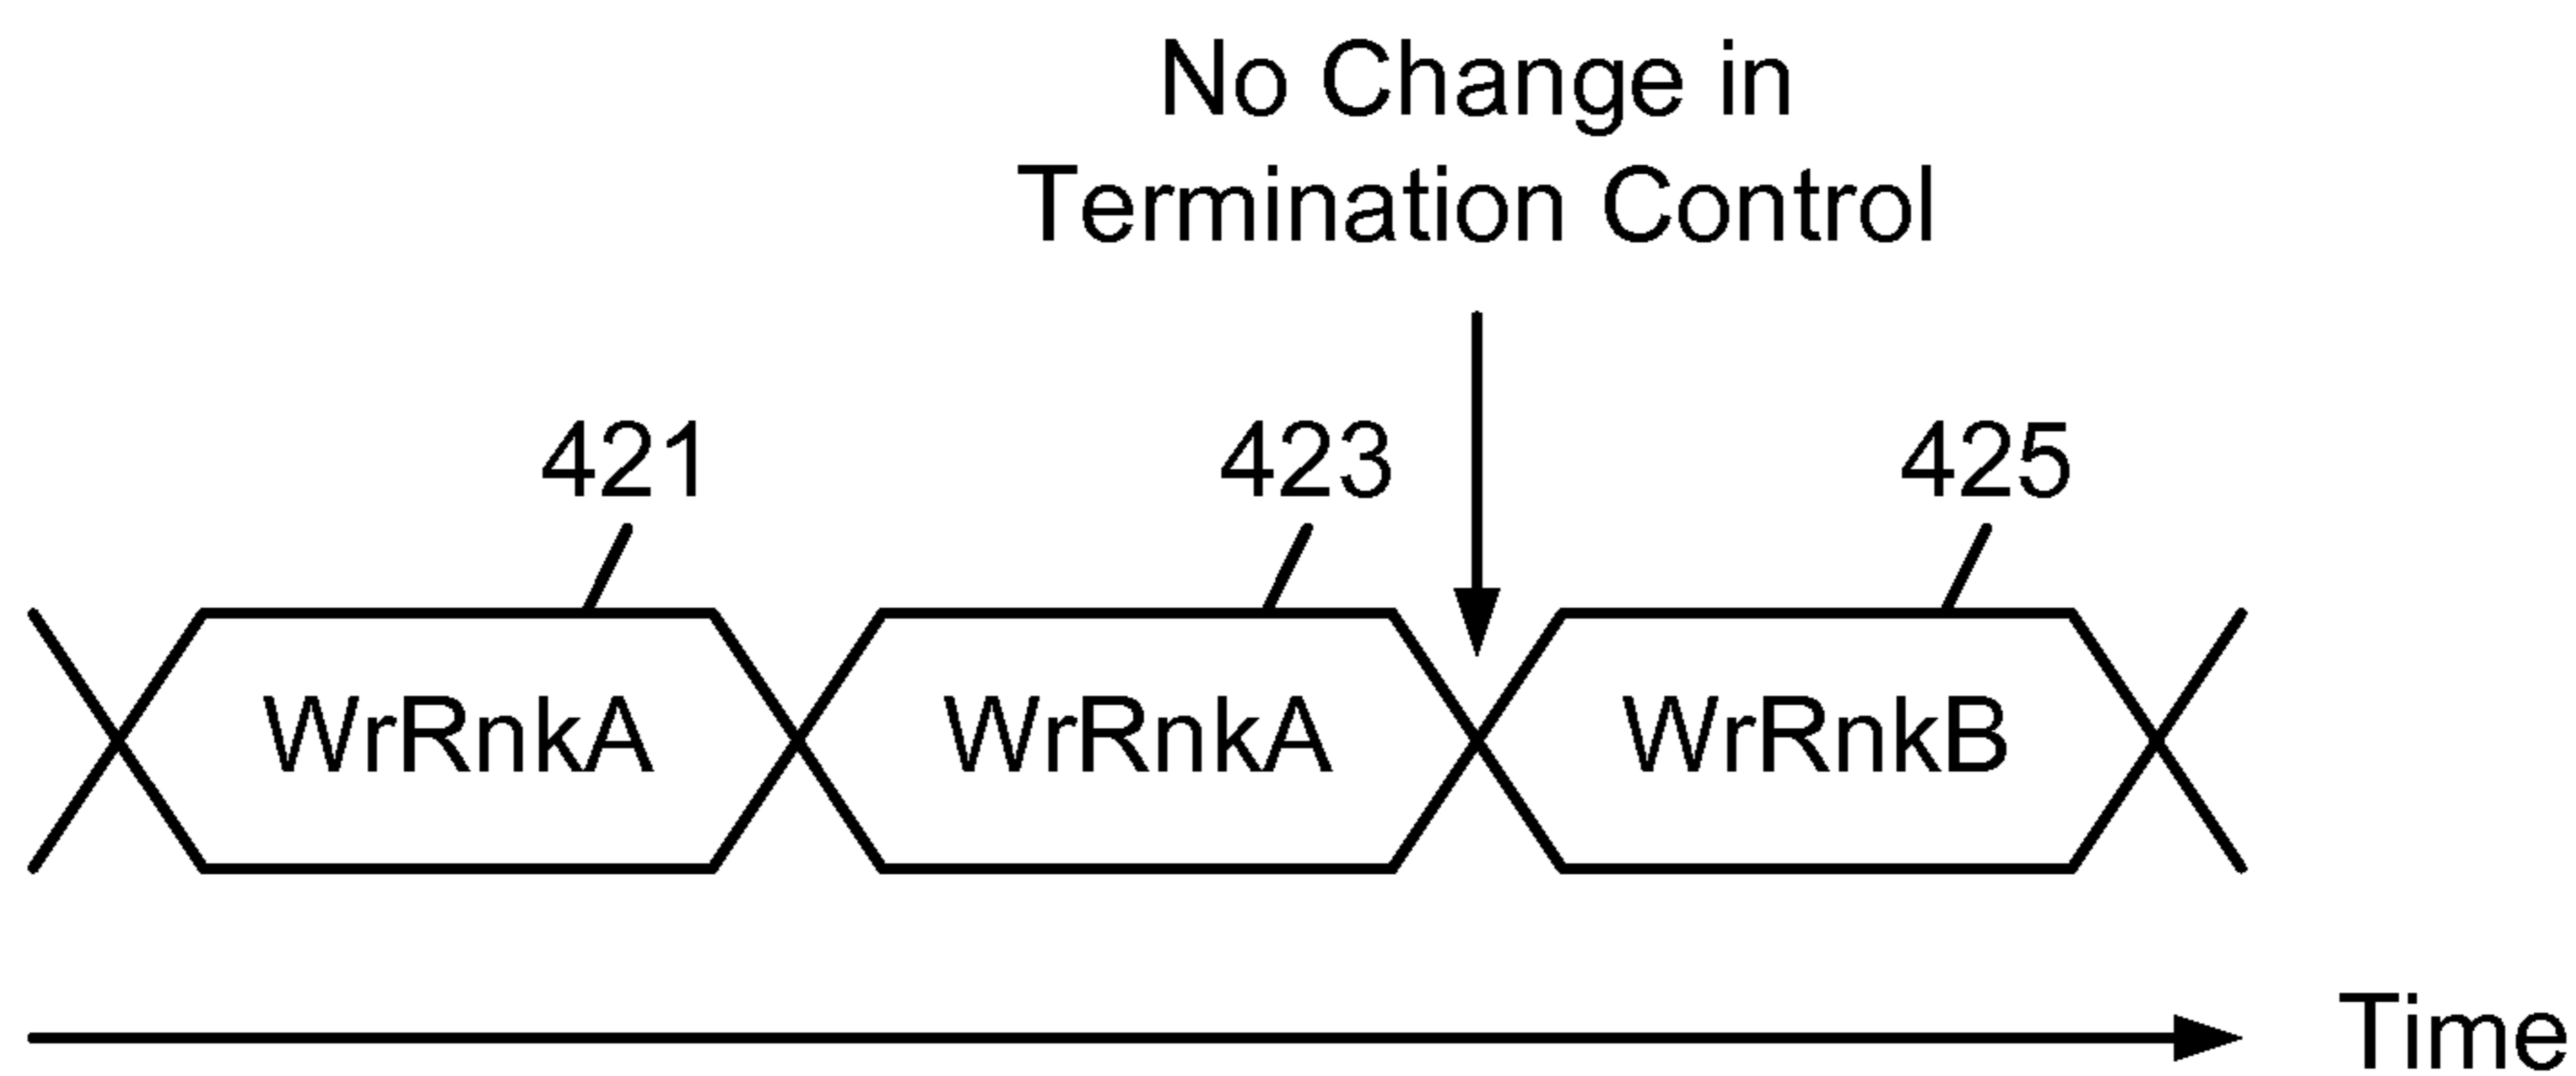 No Change in
Termination Control
421
423
425
WrRnkA
WrRnkA
WrRnkB
Time